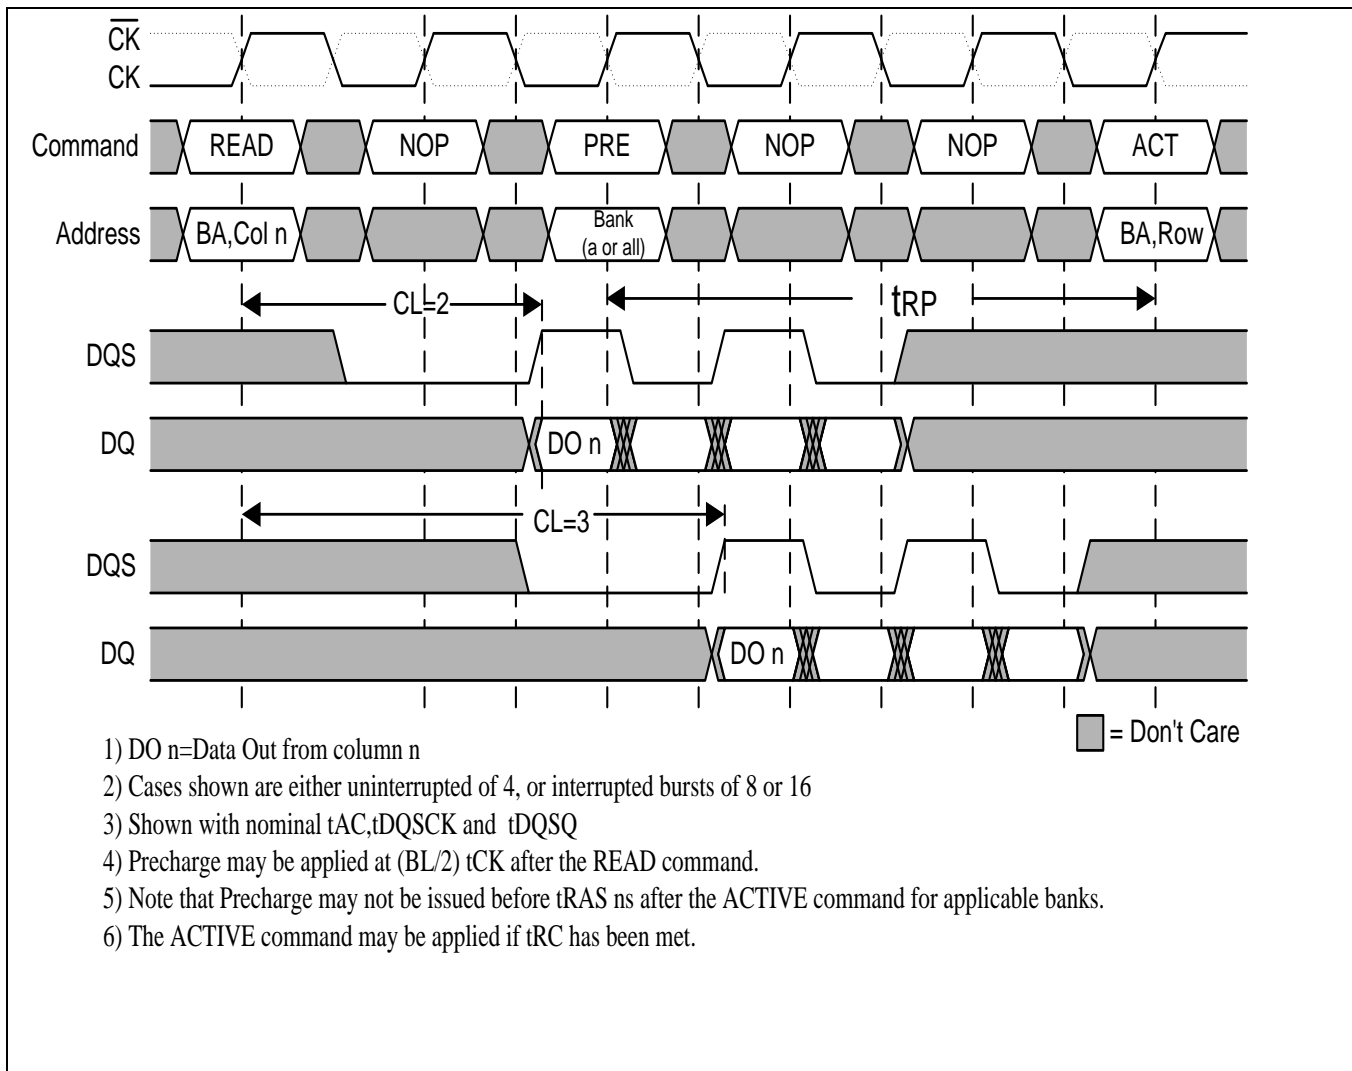 CK
CK
Command READ NOP PRE NOP NOP ACT
Address BA,Col n Bank (a or all) BA,Row
CL=2 tRP
DQS
DQ DO n
CL=3
DQS
DQ DO n
= Don't Care
1) DO n=Data Out from column n
2) Cases shown are either uninterrupted of 4, or interrupted bursts of 8 or 16
3) Shown with nominal tAC,tDQSCK and tDQSQ
4) Precharge may be applied at (BL/2) tCK after the READ command.
5) Note that Precharge may not be issued before tRAS ns after the ACTIVE command for applicable banks.
6) The ACTIVE command may be applied if tRC has been met.